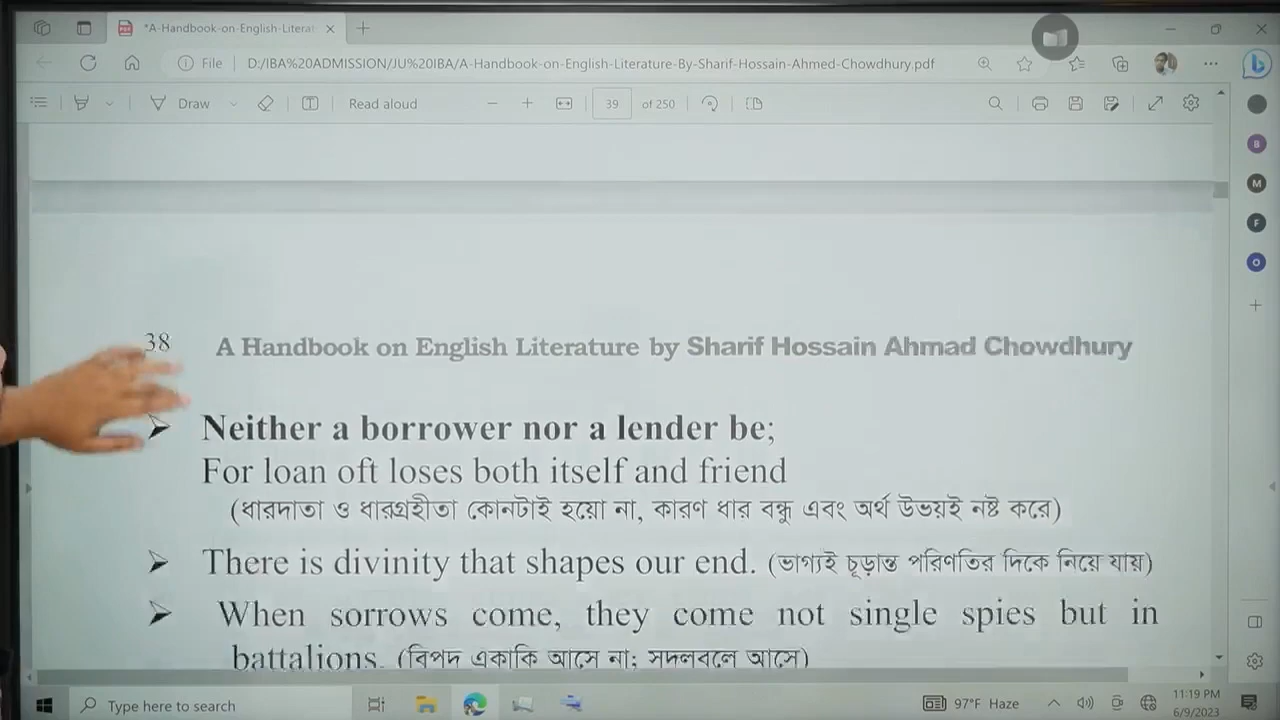 *A-Handbook-on-English-Literat
File D:/IBA%20ADMISSION/JU%20IBA/A-Handbook-on-English-Literature-By-Sharif-Hossain-Ahmed-Chowdhury.pdf
Draw Read aloud 39 of 250
38 A Handbook on English Literature by Sharif Hossain Ahmad Chowdhury
Neither a borrower nor a lender be;
For loan oft loses both itself and friend
(ধারদাতা ও ধারগ্রহীতা কোনটাই হয়ো না, কারণ ধার বন্ধু এবং অর্থ উভয়ই নষ্ট করে)
There is divinity that shapes our end. (ভাগ্যই চূড়ান্ত পরিণতির দিকে নিয়ে যায়)
When sorrows come, they come not single spies but in
battalions. (বিপদ একাকি আসে না; সদলবলে আসে)
B
M
F
O
Type here to search
97°F Haze
11:19 PM
6/9/2023